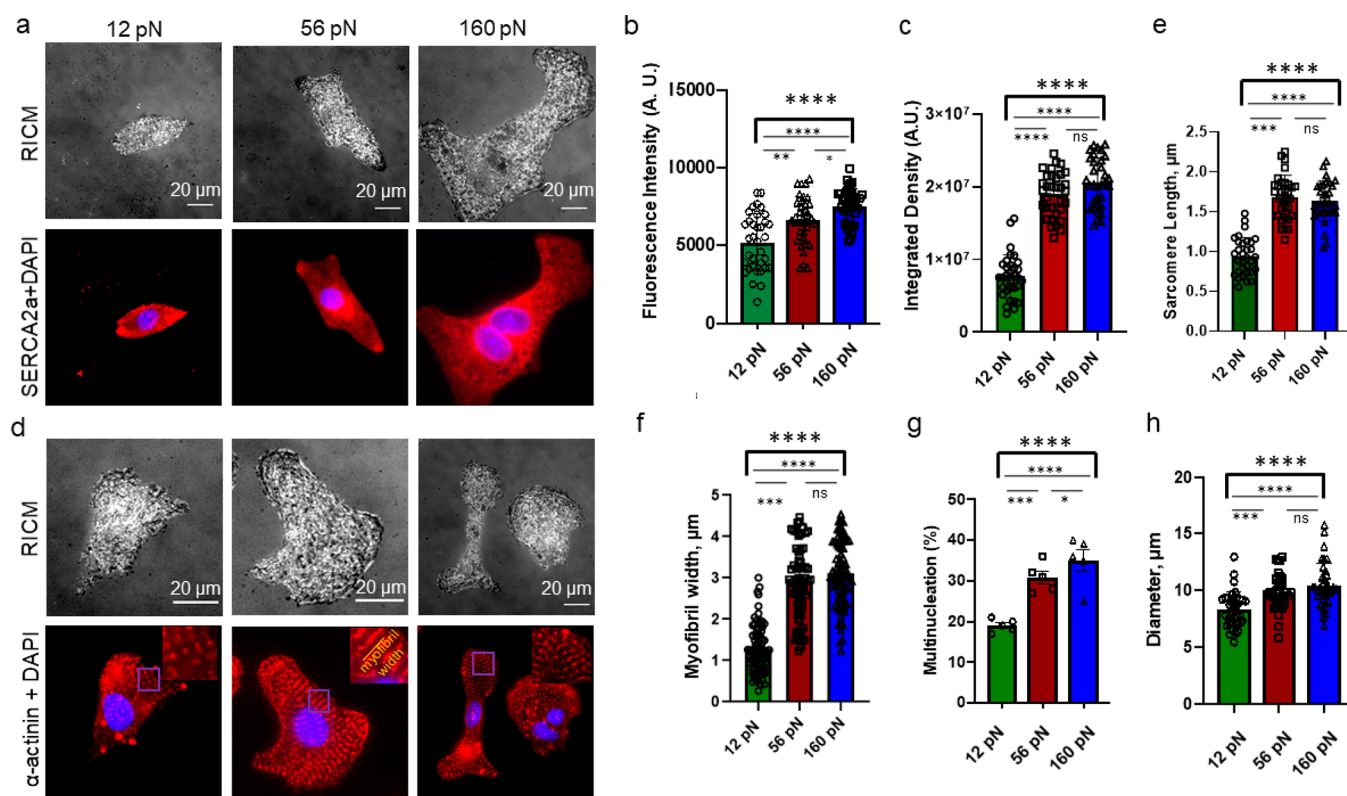 a
12 pN
56 pN
160 pN
RICM
20 µm
20 µm
20 µm
SERCA2a+DAPI
b
****
****
**
*
Fluorescence Intensity (A. U.)
15000
10000
5000
0
12 pN
56 pN
160 pN
c
****
****
****
ns
Integrated Density (A.U.)
3×10⁷
2×10⁷
1×10⁷
0
12 pN
56 pN
160 pN
e
****
****
***
ns
Sarcomere Length, µm
2.5
2.0
1.5
1.0
0.5
0.0
12 pN
56 pN
160 pN
d
RICM
20 µm
20 µm
20 µm
α-actinin + DAPI
myofibril
width
f
****
****
***
ns
Myofibril width, µm
5
4
3
2
1
0
12 pN
56 pN
160 pN
g
****
****
***
*
Multinucleation (%)
50
40
30
20
10
0
12 pN
56 pN
160 pN
h
****
****
***
ns
Diameter, µm
20
15
10
5
0
12 pN
56 pN
160 pN